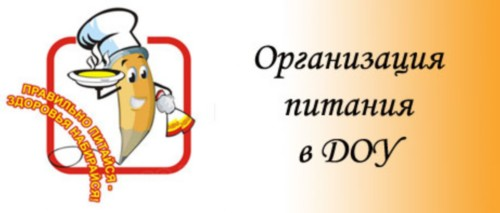 ПРАВИЛЬНО ПИТАЙСЯ -
ЗДОРОВЬЯ НАБИРАЙСЯ!
Организация
питания
в ДОУ